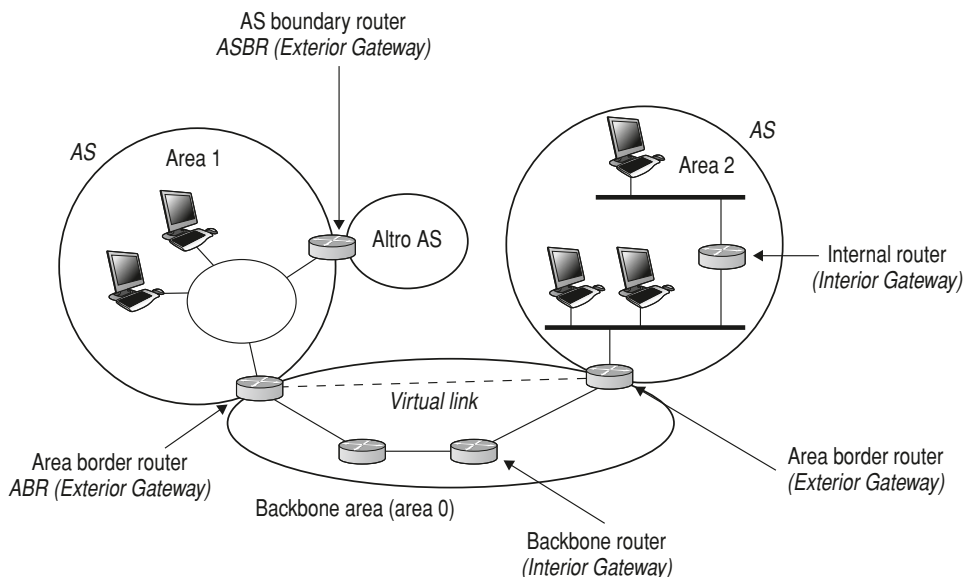 AS boundary router
ASBR (Exterior Gateway)
AS
Area 1
Altro AS
AS
Area 2
Internal router
(Interior Gateway)
Virtual link
Area border router
ABR (Exterior Gateway)
Backbone area (area 0)
Area border router
(Exterior Gateway)
Backbone router
(Interior Gateway)